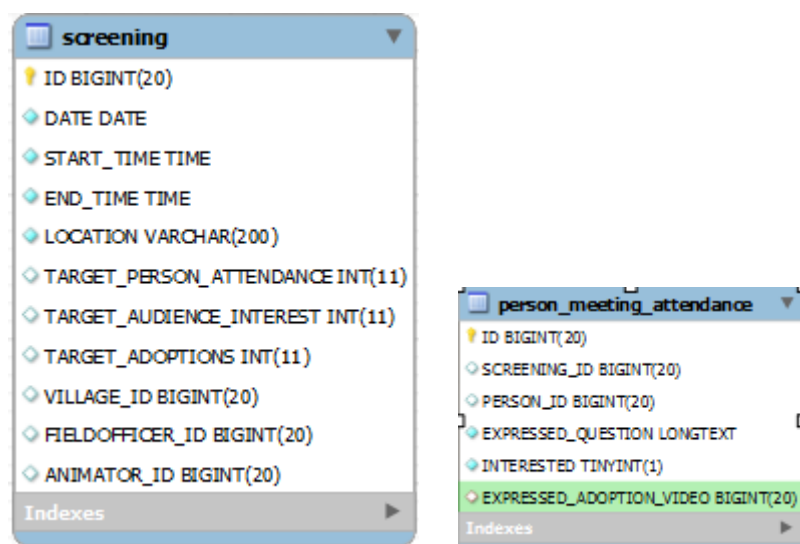 screening
ID BIGINT(20)
DATE DATE
START_TIME TIME
END_TIME TIME
LOCATION VARCHAR(200)
TARGET_PERSON_ATTENDANCE INT(11)
TARGET_AUDIENCE_INTEREST INT(11)
TARGET_ADOPTIONS INT(11)
VILLAGE_ID BIGINT(20)
FIELDOFFICER_ID BIGINT(20)
ANIMATOR_ID BIGINT(20)
Indexes
person_meeting_attendance
ID BIGINT(20)
SCREENING_ID BIGINT(20)
PERSON_ID BIGINT(20)
EXPRESSED_QUESTION LONGTEXT
INTERESTED TINYINT(1)
EXPRESSED_ADOPTION_VIDEO BIGINT(20)
Indexes